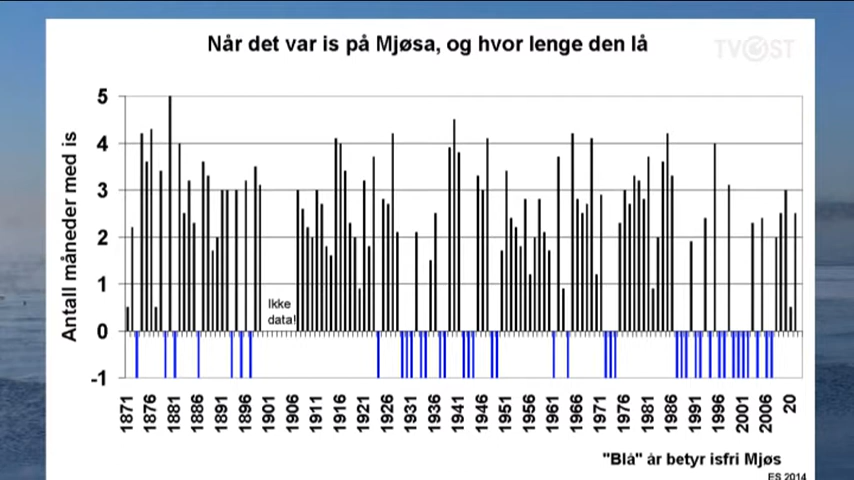 Når det var is på Mjøsa, og hvor lenge den lå
TVØST
Antall måneder med is
5
4
3
2
1
0
-1
Ikke
data!
1871 1876 1881 1886 1891 1896 1901 1906 1911 1916 1921 1926 1931 1936 1941 1946 1951 1956 1961 1966 1971 1976 1981 1986 1991 1996 2001 2006 20
"Blå" år betyr isfri Mjøs
ES 2014